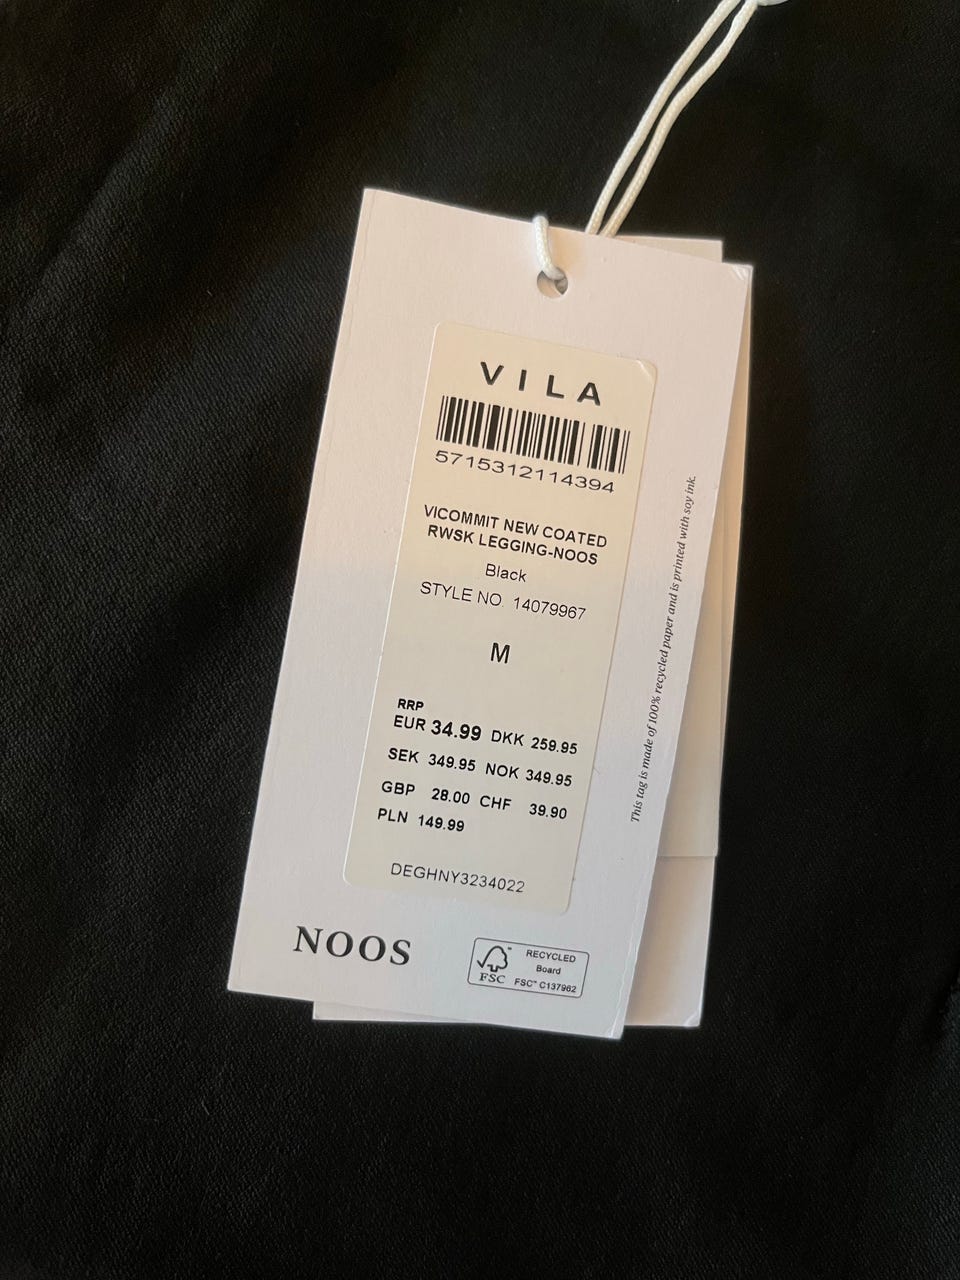 VILA
5715312114394
VICOMMIT NEW COATED
RWSK LEGGING-NOOS
Black
STYLE NO. 14079967
M
RRP
EUR 34.99 DKK 259.95
SEK 349.95 NOK 349.95
GBP 28.00 CHF 39.90
PLN 149.99
DEGHNY3234022
NOOS
FSC™
RECYCLED
Board
FSC™ C137962
This tag is made of 100% recycled paper and is printed with soy ink.